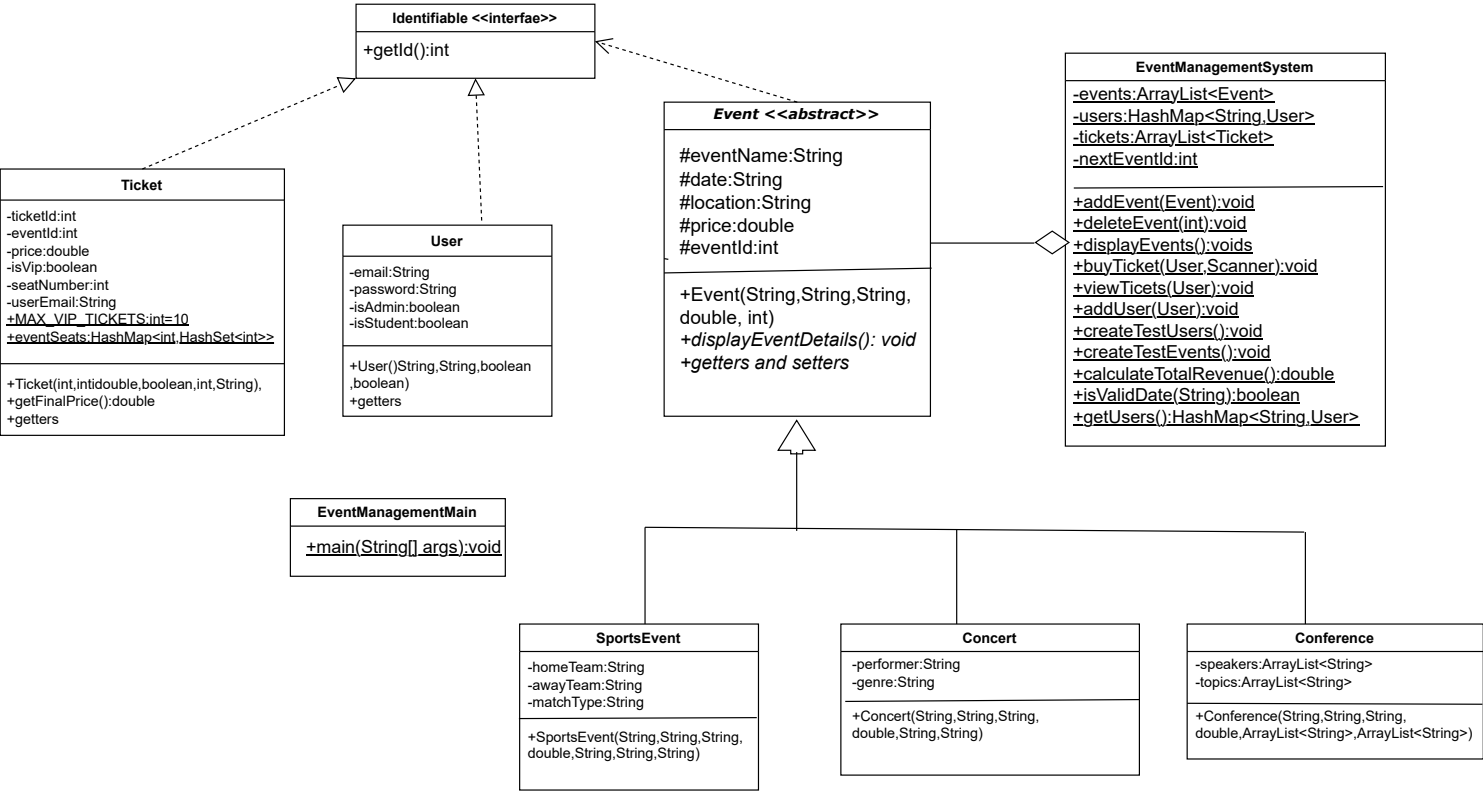 Identifiable <<interfae>>
+getId():int
Ticket
-ticketId:int
-eventId:int
-price:double
-isVip:boolean
-seatNumber:int
-userEmail:String
+MAX_VIP_TICKETS:int=10
+eventSeats:HashMap<int,HashSet<int>>
+Ticket(int,intidouble,boolean,int,String),
+getFinalPrice():double
+getters
User
-email:String
-password:String
-isAdmin:boolean
-isStudent:boolean
+User()String,String,boolean
,boolean)
+getters
Event <<abstract>>
#eventName:String
#date:String
#location:String
#price:double
#eventId:int
+Event(String,String,String,
double, int)
+displayEventDetails(): void
+getters and setters
EventManagementSystem
-events:ArrayList<Event>
-users:HashMap<String,User>
-tickets:ArrayList<Ticket>
-nextEventId:int
+addEvent(Event):void
+deleteEvent(int):void
+displayEvents():voids
+buyTicket(User,Scanner):void
+viewTicets(User):void
+addUser(User):void
+createTestUsers():void
+createTestEvents():void
+calculateTotalRevenue():double
+isValidDate(String):boolean
+getUsers():HashMap<String,User>
EventManagementMain
+main(String[] args):void
SportsEvent
-homeTeam:String
-awayTeam:String
-matchType:String
+SportsEvent(String,String,String,
double,String,String,String)
Concert
-performer:String
-genre:String
+Concert(String,String,String,
double,String,String)
Conference
-speakers:ArrayList<String>
-topics:ArrayList<String>
+Conference(String,String,String,
double,ArrayList<String>,ArrayList<String>)